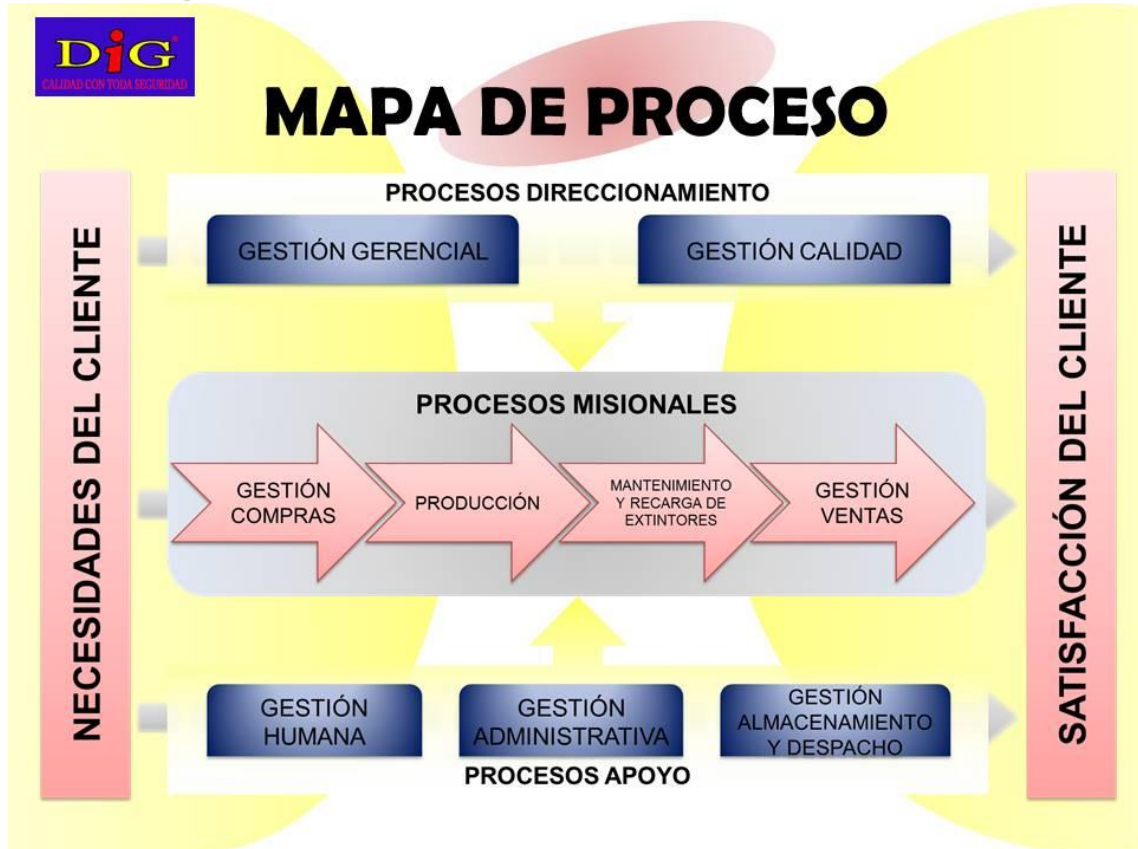 DiG
CALIDAD CON TODA SEGURIDAD
MAPA DE PROCESO
NECESIDADES DEL CLIENTE
PROCESOS DIRECCIONAMIENTO
GESTIÓN GERENCIAL
GESTIÓN CALIDAD
PROCESOS MISIONALES
GESTIÓN
COMPRAS
PRODUCCIÓN
MANTENIMIENTO
Y RECARGA DE
EXTINTORES
GESTIÓN
VENTAS
GESTIÓN
HUMANA
GESTIÓN
ADMINISTRATIVA
GESTIÓN
ALMACENAMIENTO
Y DESPACHO
PROCESOS APOYO
SATISFACCIÓN DEL CLIENTE